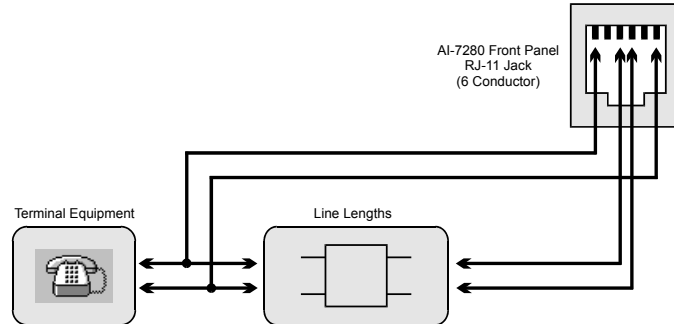 AI-7280 Front Panel
RJ-11 Jack
(6 Conductor)
Terminal Equipment
Line Lengths